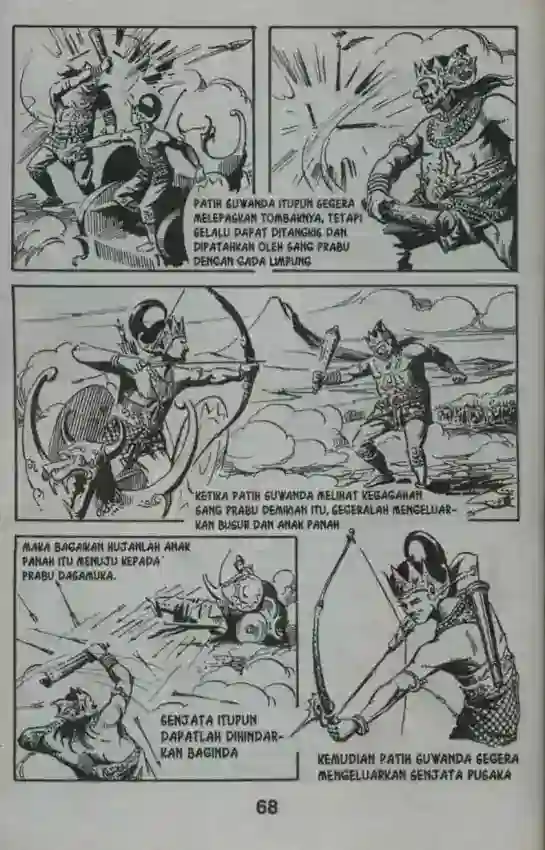 PATIH SUWANDA ITUPUN SEGERA
MELEPASKAN TOMBAKNYA, TETAPI
SELALU DAPAT DITANGKIS DAN
DIPATAHKAN OLEH SANG PRABU
DENGAN GADA LIMPUNG
KETIKA PATIH SUWANDA MELIHAT KEGAGAHAN
SANG PRABU DEMIKIAN ITU, SEGERALAH MENGELUAR-
KAN BUSUR DAN ANAK PANAH
MAKA BAGAIKAN HUJANLAH ANAK
PANAH ITU MENUJU KEPADA
PRABU DASAMUKA.
SENJATA ITUPUN
DAPATLAH DIHINDAR-
KAN BAGINDA
KEMUDIAN PATIH SUWANDA SEGERA
MENGELUARKAN SENJATA PUSAKA
68